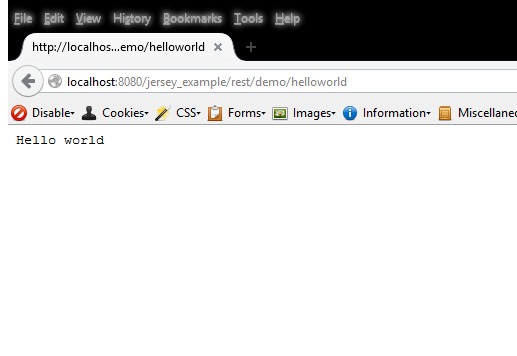 File Edit View History Bookmarks Tools Help
http://localhos...emo/helloworld
localhost:8080/jersey_example/rest/demo/helloworld
Disable Cookies CSS Forms Images Information Miscellane
Hello world